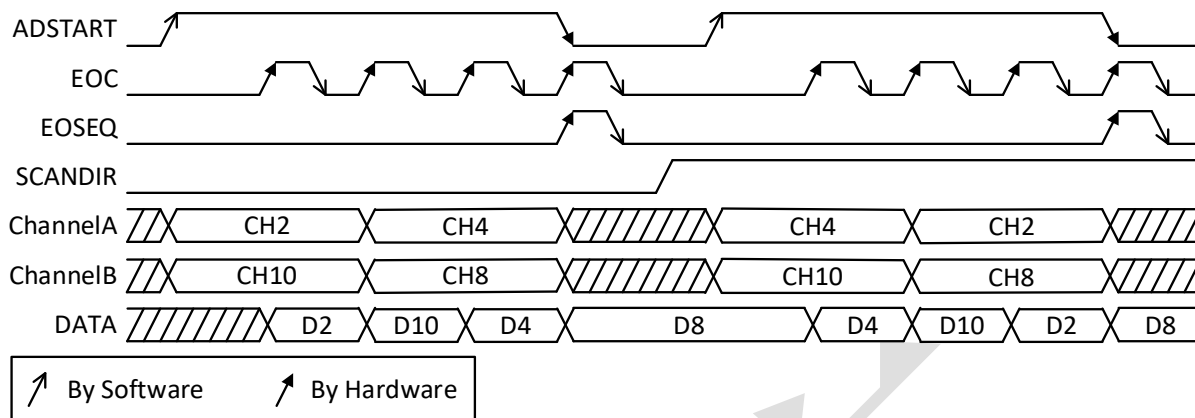 ADSTART
EOC
EOSEQ
SCANDIR
ChannelA CH2 CH4 CH4 CH2
ChannelB CH10 CH8 CH10 CH8
DATA D2 D10 D4 D8 D4 D10 D2 D8
By Software By Hardware